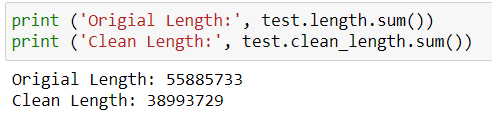 print ('Origial Length:', test.length.sum())
print ('Clean Length:', test.clean_length.sum())
Origial Length: 55885733
Clean Length: 38993729